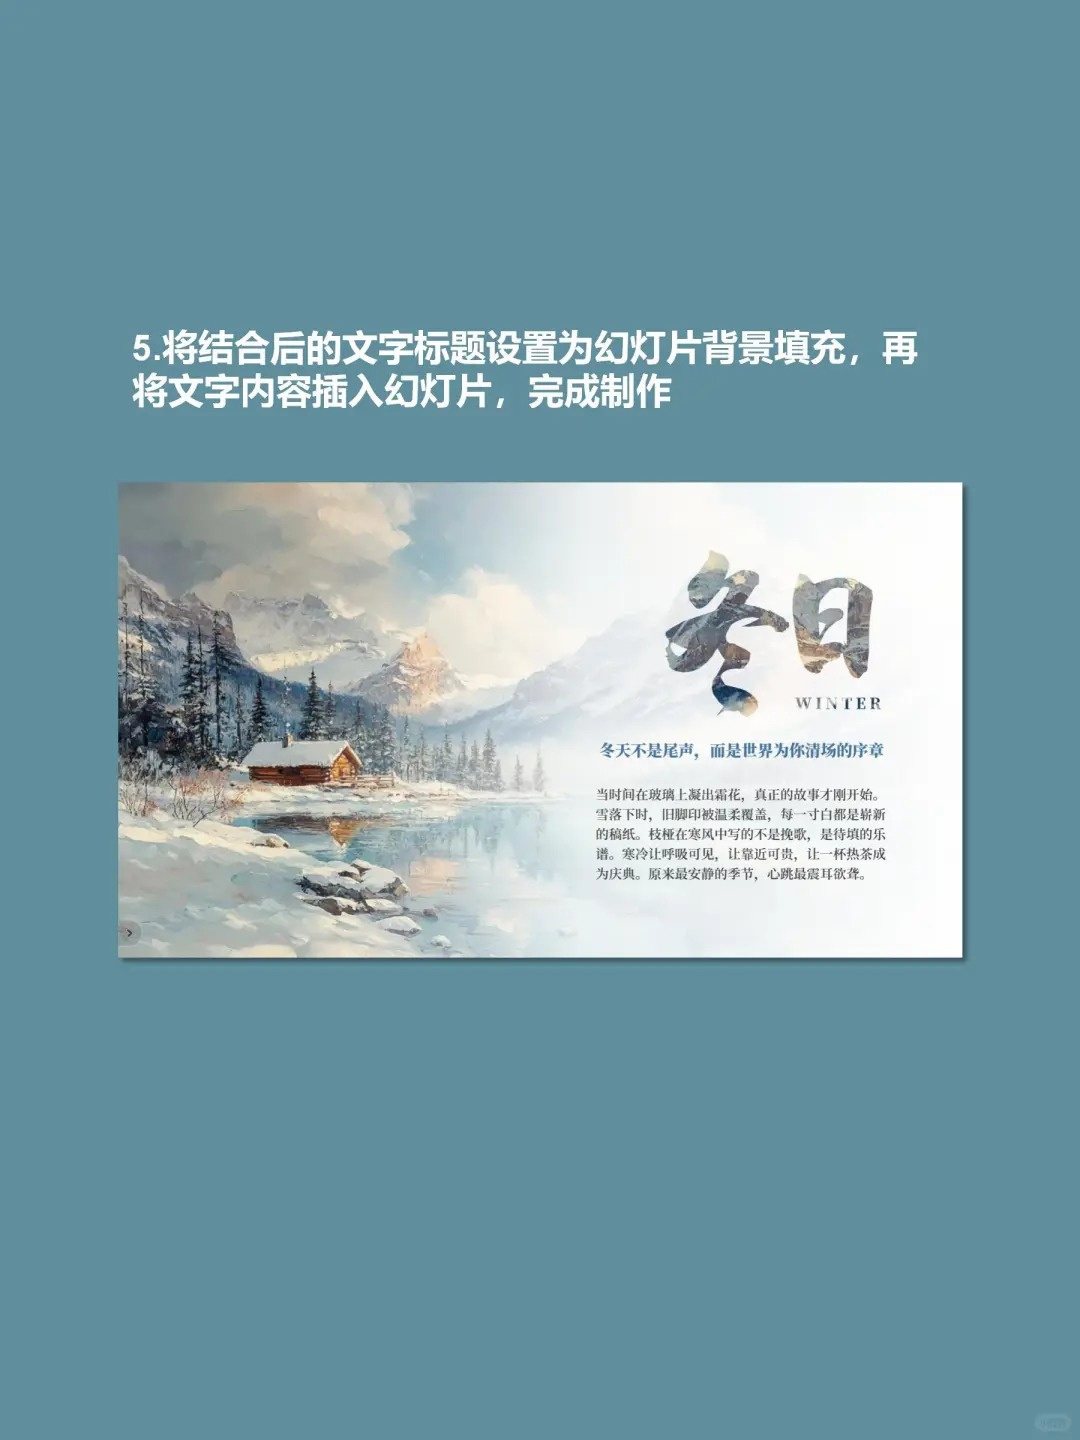 5.将结合后的文字标题设置为幻灯片背景填充，再
将文字内容插入幻灯片，完成制作
冬日
WINTER
冬天不是尾声，而是世界为你清场的序章
当时间在玻璃上凝出霜花，真正的故事才刚开始。
雪落下时，旧脚印被温柔覆盖，每一寸白都是崭新
的稿纸。枝桠在寒风中写的不是挽歌，是待填的乐
谱。寒冷让呼吸可见，让靠近可贵，让一杯热茶成
为庆典。原来最安静的季节，心跳最震耳欲聋。